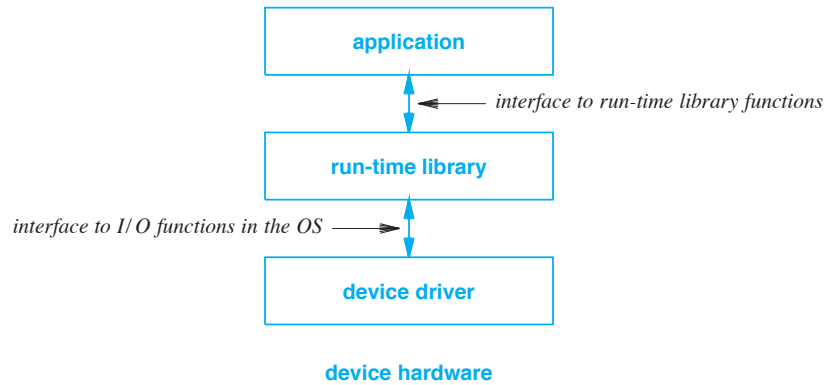 application
interface to run-time library functions
run-time library
interface to I/O functions in the OS
device driver
device hardware